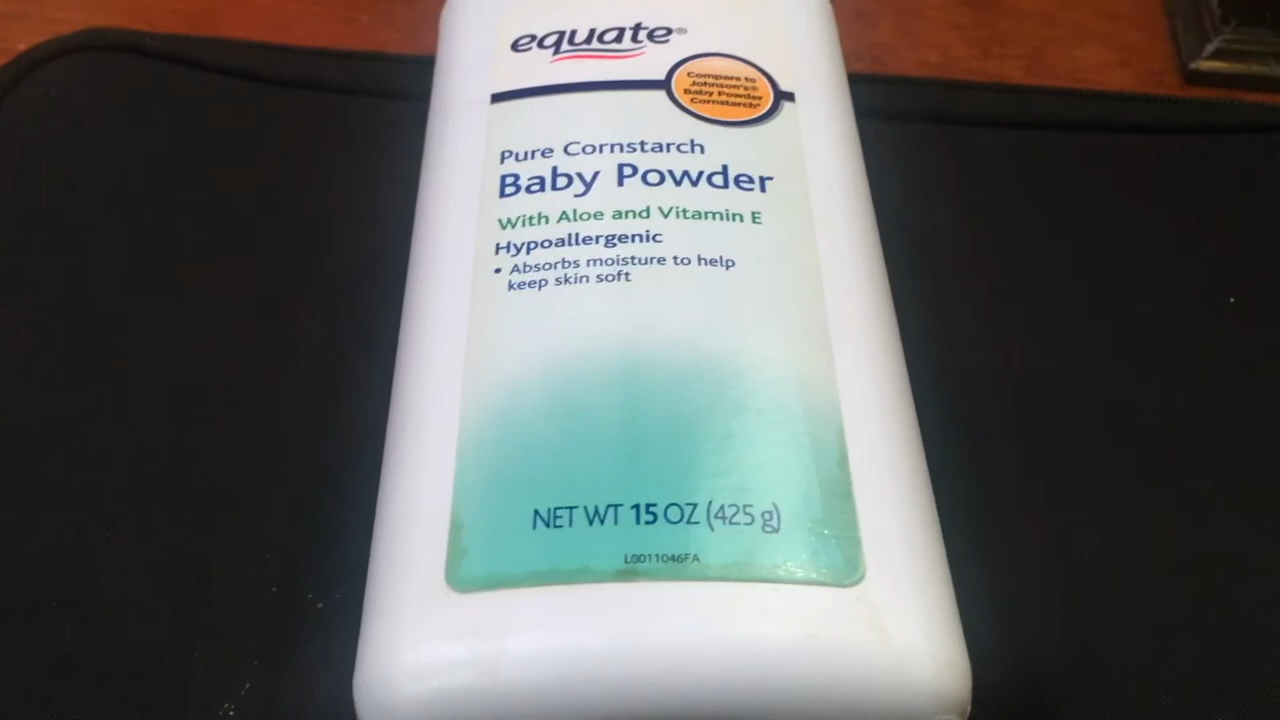 equate®
Compare to
Johnson's®
Baby Powder
Cornstarch*
Pure Cornstarch
Baby Powder
With Aloe and Vitamin E
Hypoallergenic
• Absorbs moisture to help
keep skin soft
NET WT 15 OZ (425 g)
L0011046FA